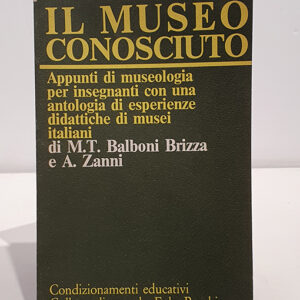 IL MUSEO
CONOSCIUTO
Appunti di museologia
per insegnanti con una
antologia di esperienze
didattiche di musei
italiani
di M.T. Balboni Brizza
e A. Zanni
Condizionamenti educativi